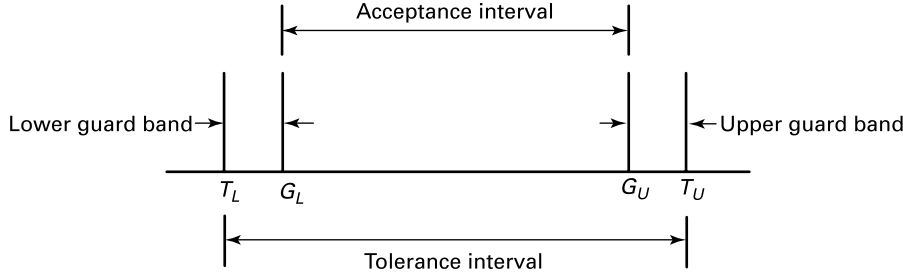 Acceptance interval
Lower guard band
Upper guard band
T_L G_L G_U T_U
Tolerance interval